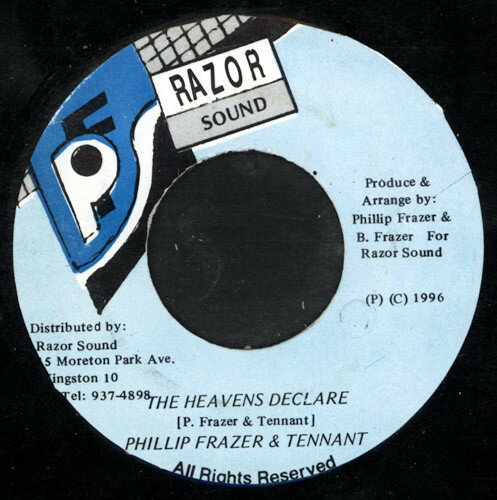 RAZOR
SOUND
Produce &
Arrange by:
Phillip Frazer &
B. Frazer For
Razor Sound
(P) (C) 1996
Distributed by:
Razor Sound
5 Moreton Park Ave.
Kingston 10
Tel: 937-4898
THE HEAVENS DECLARE
[P. Frazer & Tennant]
PHILLIP FRAZER & TENNANT
All Rights Reserved